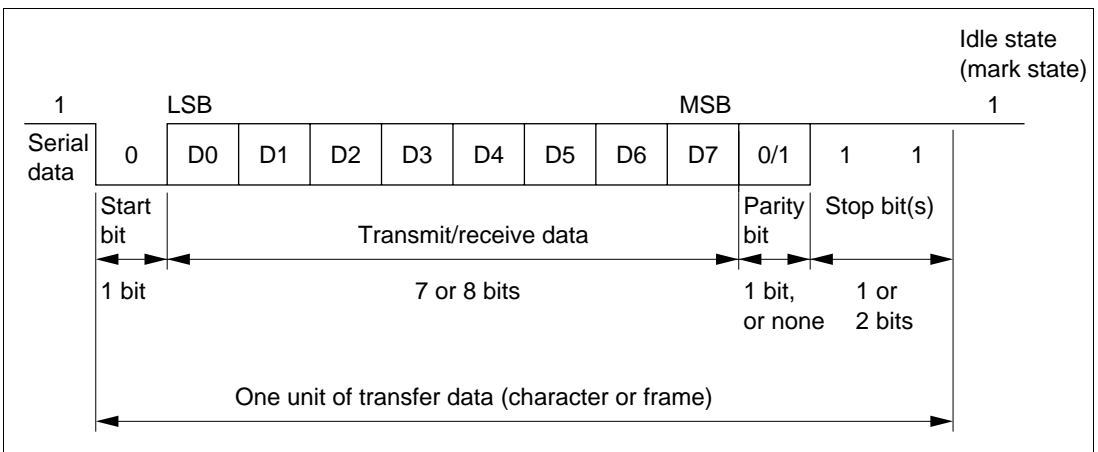 Idle state
(mark state)
1 LSB MSB 1
Serial
data
0 D0 D1 D2 D3 D4 D5 D6 D7 0/1 1 1
Start
bit
Transmit/receive data
Parity
bit
Stop bit(s)
1 bit
7 or 8 bits
1 bit,
or none
1 or
2 bits
One unit of transfer data (character or frame)